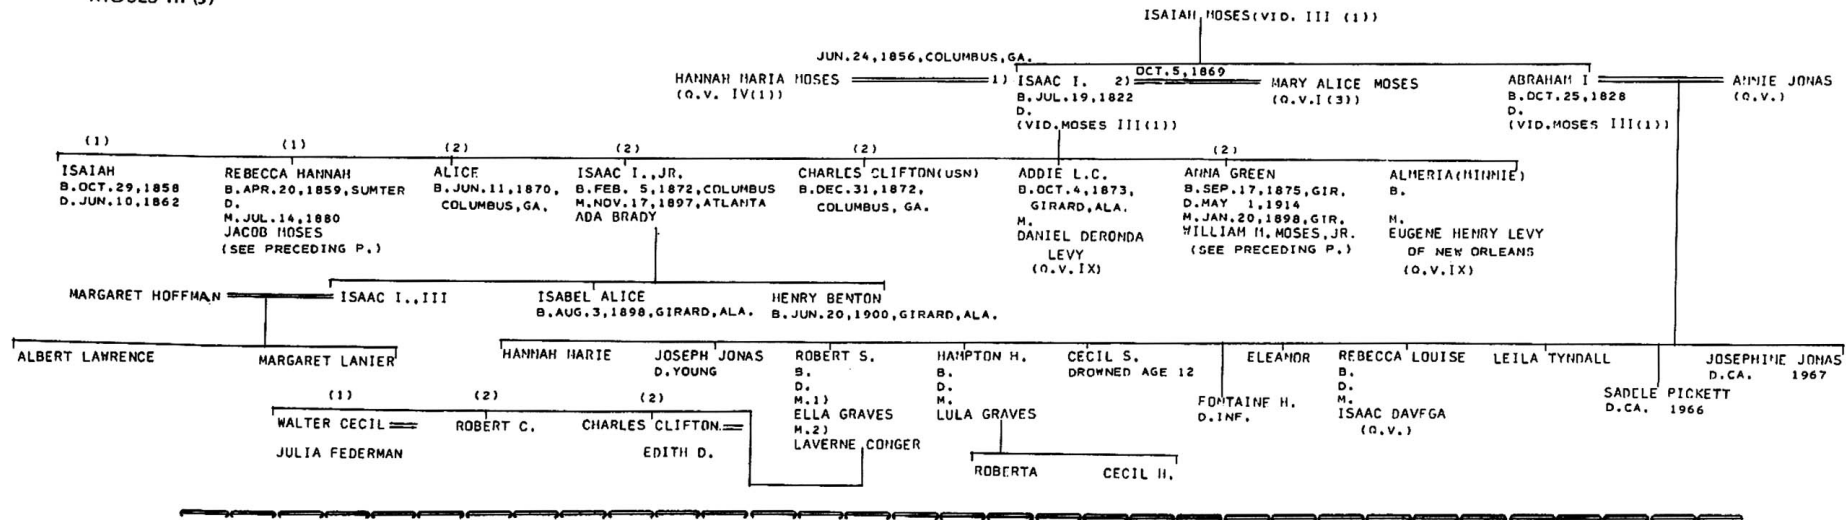 ISAIAH MOSES(VID. III (1))
JUN.24,1856,COLUMBUS,GA.
HANNAH MARIA MOSES
(Q.V. IV(1))
1) ISAAC I. 2)
B.JUL.19,1822
D.
(VID.MOSES III(1))
OCT.5,1869
MARY ALICE MOSES
(Q.V.I(3))
ABRAHAM I
B.OCT.25,1828
D.
(VID.MOSES III(1))
ANNIE JONAS
(Q.V.)
(1)
ISAIAH
B.OCT.29,1858
D.JUN.10,1862
(1)
REBECCA HANNAH
B.APR.20,1859,SUMTER
D.
M.JUL.14,1880
JACOB MOSES
(SEE PRECEDING P.)
(2)
ALICE
B.JUN.11,1870,
COLUMBUS,GA.
(2)
ISAAC I.,JR.
B.FEB. 5,1872,COLUMBUS
M.NOV.17,1897,ATLANTA
ADA BRADY
(2)
CHARLES CLIFTON(USN)
B.DEC.31,1872,
COLUMBUS, GA.
ADDIE L.C.
B.OCT.4,1873,
GIRARD,ALA.
M.
DANIEL DERONDA
LEVY
(Q.V.IX)
(2)
ANNA GREEN
B.SEP.17,1875,GIR.
D.MAY 1,1914
M.JAN.20,1898,GIR.
WILLIAM M.MOSES,JR.
(SEE PRECEDING P.)
ALMERIA(MINNIE)
B.
M.
EUGENE HENRY LEVY
OF NEW ORLEANS
(Q.V.IX)
MARGARET HOFFMAN
ISAAC I.,III
ISABEL ALICE
B.AUG.3,1898,GIRARD,ALA.
HENRY BENTON
B.JUN.20,1900,GIRARD,ALA.
ALBERT LAWRENCE
MARGARET LANIER
HANNAH MARIE
JOSEPH JONAS
D.YOUNG
ROBERT S.
B.
D.
M.1)
ELLA GRAVES
M.2)
LAVERNE CONGER
HAMPTON H.
B.
D.
M.
LULA GRAVES
CECIL S.
DROWNED AGE 12
FONTAINE H.
D.INF.
ELEANOR
REBECCA LOUISE
B.
D.
M.
ISAAC DAVEGA
(Q.V.)
LEILA TYNDALL
SADELE PICKETT
D.CA. 1966
JOSEPHINE JONAS
D.CA. 1967
(1)
WALTER CECIL
JULIA FEDERMAN
(2)
ROBERT C.
(2)
CHARLES CLIFTON
EDITH D.
ROBERTA
CECIL H.